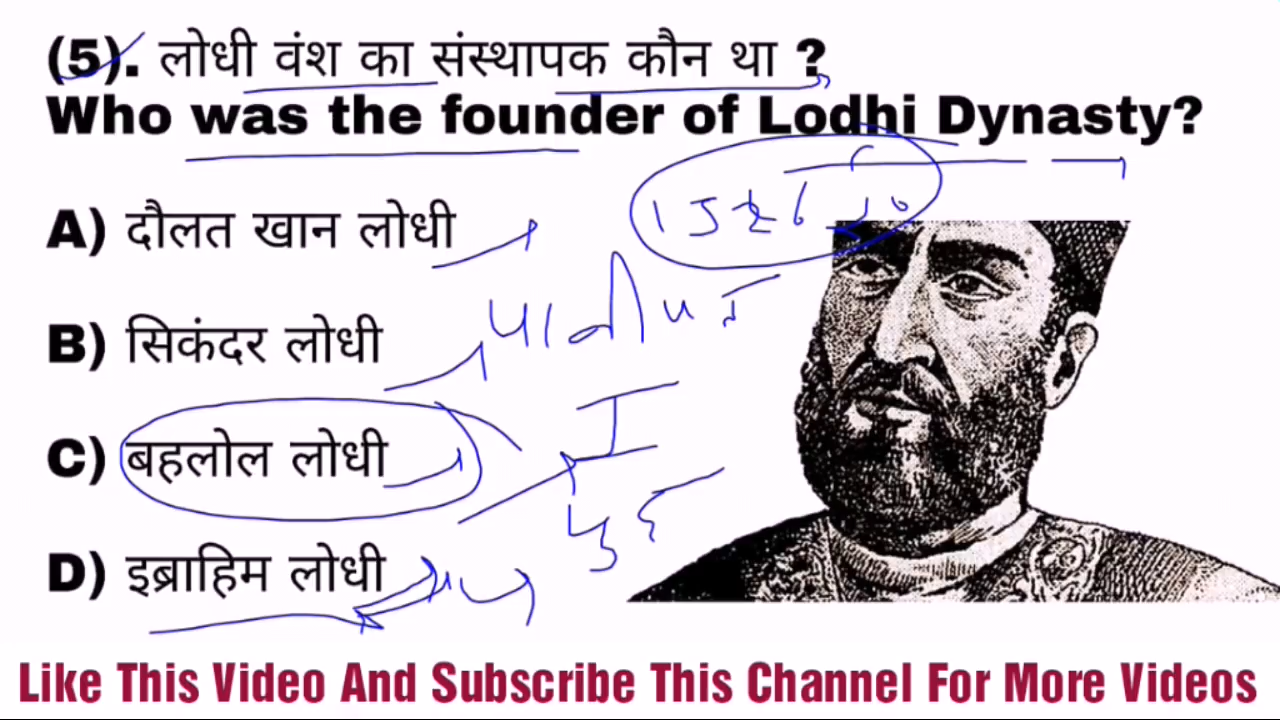 (5). लोधी वंश का संस्थापक कौन था ?
Who was the founder of Lodhi Dynasty?
A) दौलत खान लोधी
B) सिकंदर लोधी
C) बहलोल लोधी
D) इब्राहिम लोधी
पानीपत
I
Like This Video And Subscribe This Channel For More Videos